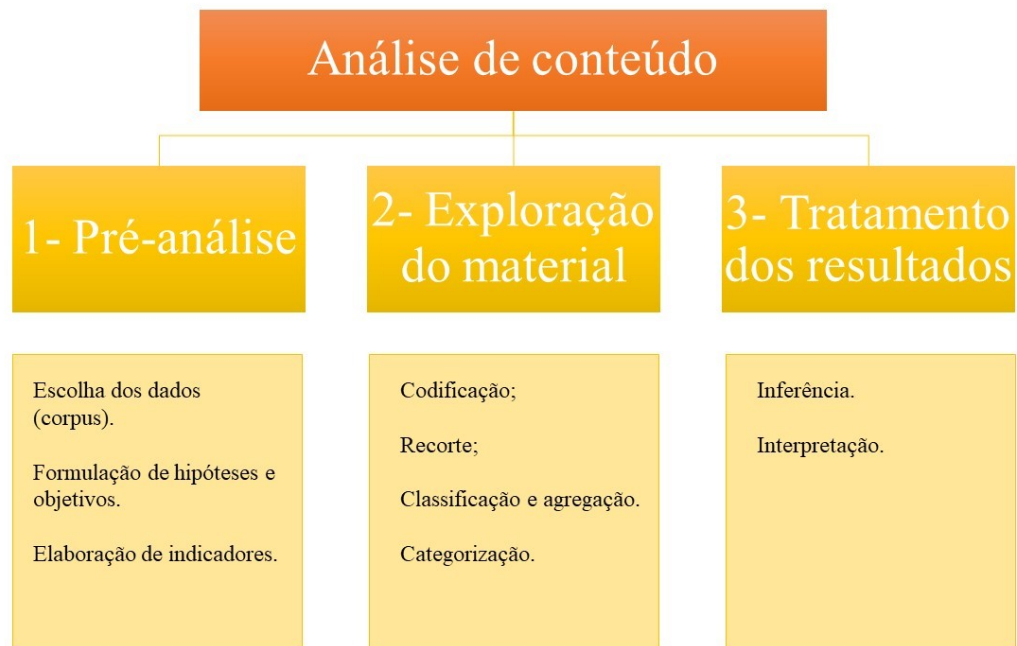 Análise de conteúdo
1- Pré-análise
2- Exploração
do material
3- Tratamento
dos resultados
Escolha dos dados
(corpus).
Formulação de hipóteses e
objetivos.
Elaboração de indicadores.
Codificação;
Recorte;
Classificação e agregação.
Categorização.
Inferência.
Interpretação.